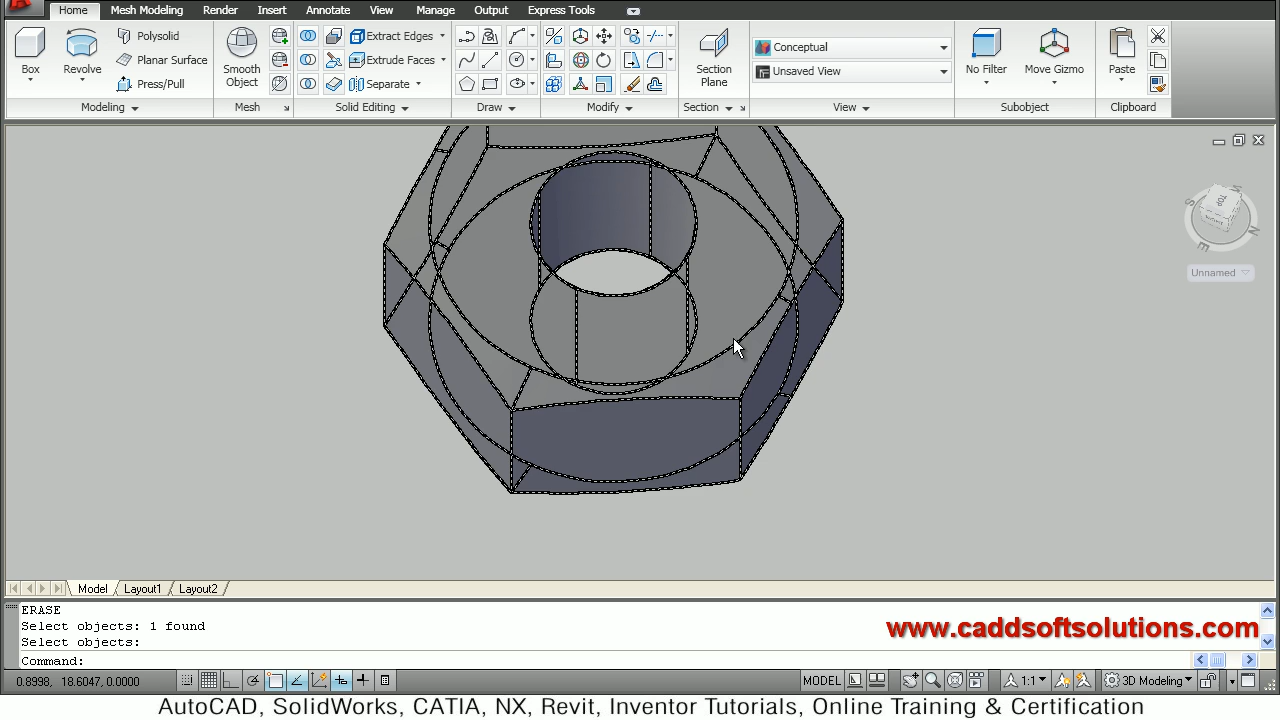 Home Mesh Modeling Render Insert Annotate View Manage Output Express Tools
Box
Revolve
Polysolid
Planar Surface
Press/Pull
Modeling
Smooth
Object
Mesh
Extract Edges
Extrude Faces
Separate
Solid Editing
Draw
Modify
Section
Plane
Section
Conceptual
Unsaved View
View
No Filter
Move Gizmo
Subobject
Paste
Clipboard
TOP
S
N
E
Unnamed
Model Layout1 Layout2
ERASE
Select objects: 1 found
Select objects:
Command:
www.caddsoftsolutions.com
0.8998, 18.6047, 0.0000
MODEL
1:1
3D Modeling
AutoCAD, SolidWorks, CATIA, NX, Revit, Inventor Tutorials, Online Training & Certification